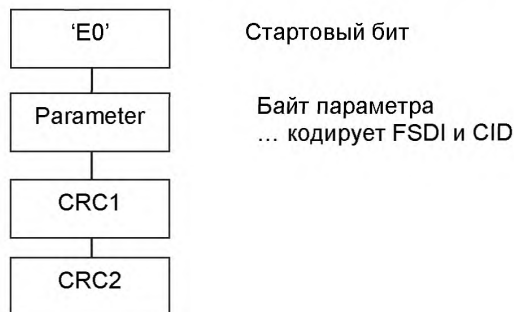 ‘E0’ Стартовый бит
Parameter Байт параметра
… кодирует FSDI и CID
CRC1
CRC2